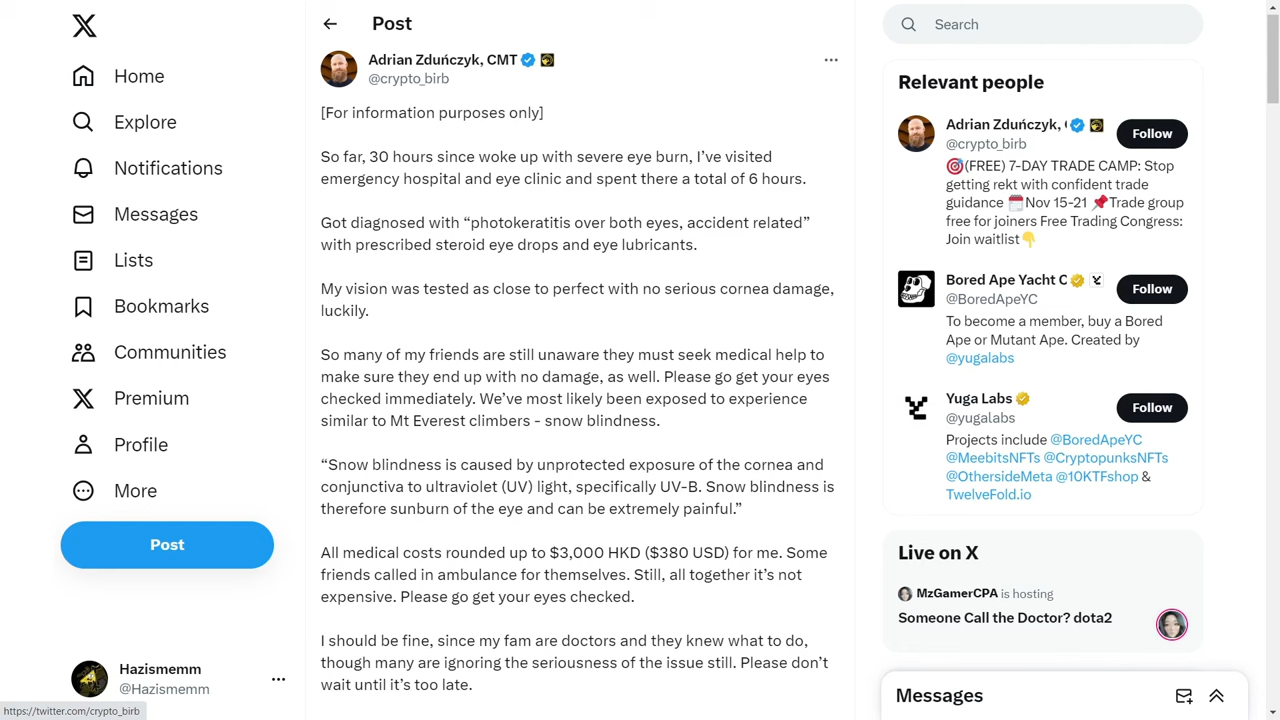 Home
Explore
Notifications
Messages
Lists
Bookmarks
Communities
Premium
Profile
More
Post
Hazismemm
@Hazismemm
https://twitter.com/crypto_birb
Post
Adrian Zduńczyk, CMT
@crypto_birb
[For information purposes only]
So far, 30 hours since woke up with severe eye burn, I’ve visited
emergency hospital and eye clinic and spent there a total of 6 hours.
Got diagnosed with “photokeratitis over both eyes, accident related”
with prescribed steroid eye drops and eye lubricants.
My vision was tested as close to perfect with no serious cornea damage,
luckily.
So many of my friends are still unaware they must seek medical help to
make sure they end up with no damage, as well. Please go get your eyes
checked immediately. We’ve most likely been exposed to experience
similar to Mt Everest climbers - snow blindness.
“Snow blindness is caused by unprotected exposure of the cornea and
conjunctiva to ultraviolet (UV) light, specifically UV-B. Snow blindness is
therefore sunburn of the eye and can be extremely painful.”
All medical costs rounded up to $3,000 HKD ($380 USD) for me. Some
friends called in ambulance for themselves. Still, all together it’s not
expensive. Please go get your eyes checked.
I should be fine, since my fam are doctors and they knew what to do,
though many are ignoring the seriousness of the issue still. Please don’t
wait until it’s too late.
Search
Relevant people
Adrian Zduńczyk,
@crypto_birb
Follow
(FREE) 7-DAY TRADE CAMP: Stop
getting rekt with confident trade
guidance Nov 15-21 Trade group
free for joiners Free Trading Congress:
Join waitlist
Bored Ape Yacht C
@BoredApeYC
Follow
To become a member, buy a Bored
Ape or Mutant Ape. Created by
@yugalabs
Yuga Labs
@yugalabs
Follow
Projects include @BoredApeYC
@MeebitsNFTs @CryptopunksNFTs
@OthersideMeta @10KTFshop &
TwelveFold.io
Live on X
MzGamerCPA is hosting
Someone Call the Doctor? dota2
Messages